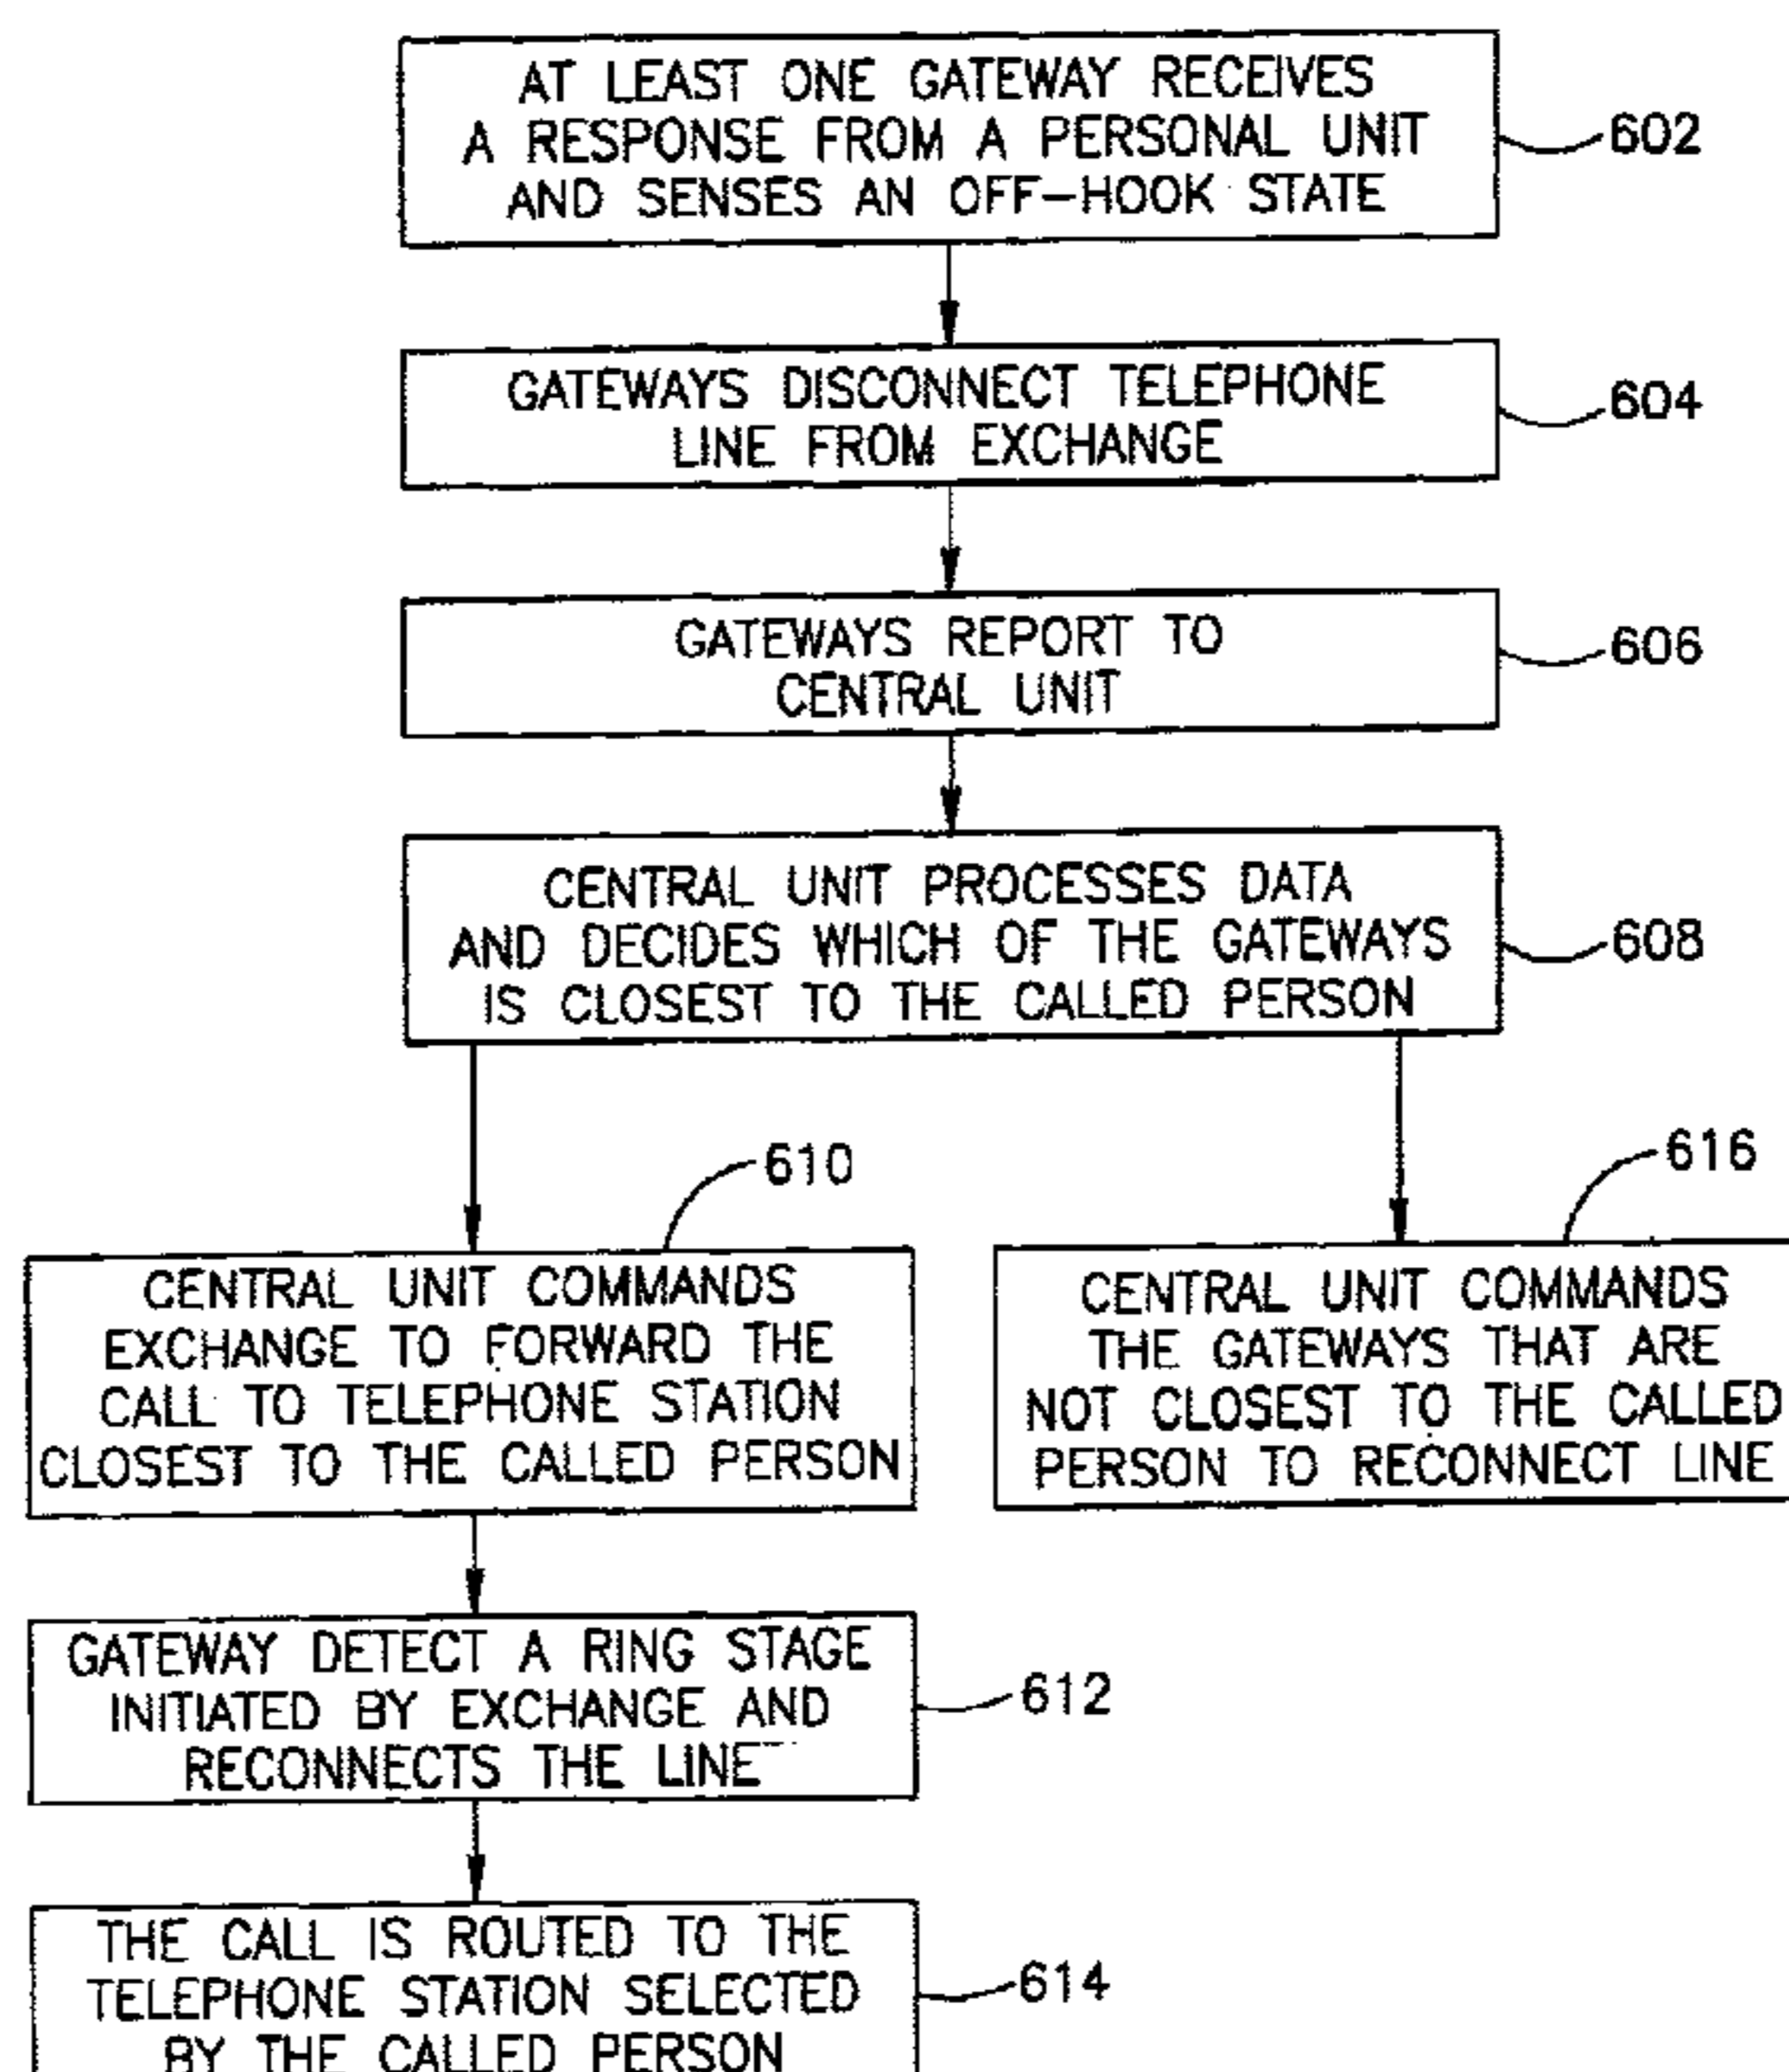 AT LEAST ONE GATEWAY RECEIVES
A RESPONSE FROM A PERSONAL UNIT
AND SENSES AN OFF-HOOK STATE
602
GATEWAYS DISCONNECT TELEPHONE
LINE FROM EXCHANGE
604
GATEWAYS REPORT TO
CENTRAL UNIT
606
CENTRAL UNIT PROCESSES DATA
AND DECIDES WHICH OF THE GATEWAYS
IS CLOSEST TO THE CALLED PERSON
608
610
CENTRAL UNIT COMMANDS
EXCHANGE TO FORWARD THE
CALL TO TELEPHONE STATION
CLOSEST TO THE CALLED PERSON
616
CENTRAL UNIT COMMANDS
THE GATEWAYS THAT ARE
NOT CLOSEST TO THE CALLED
PERSON TO RECONNECT LINE
GATEWAY DETECT A RING STAGE
INITIATED BY EXCHANGE AND
RECONNECTS THE LINE
612
THE CALL IS ROUTED TO THE
TELEPHONE STATION SELECTED
BY THE CALLED PERSON
614